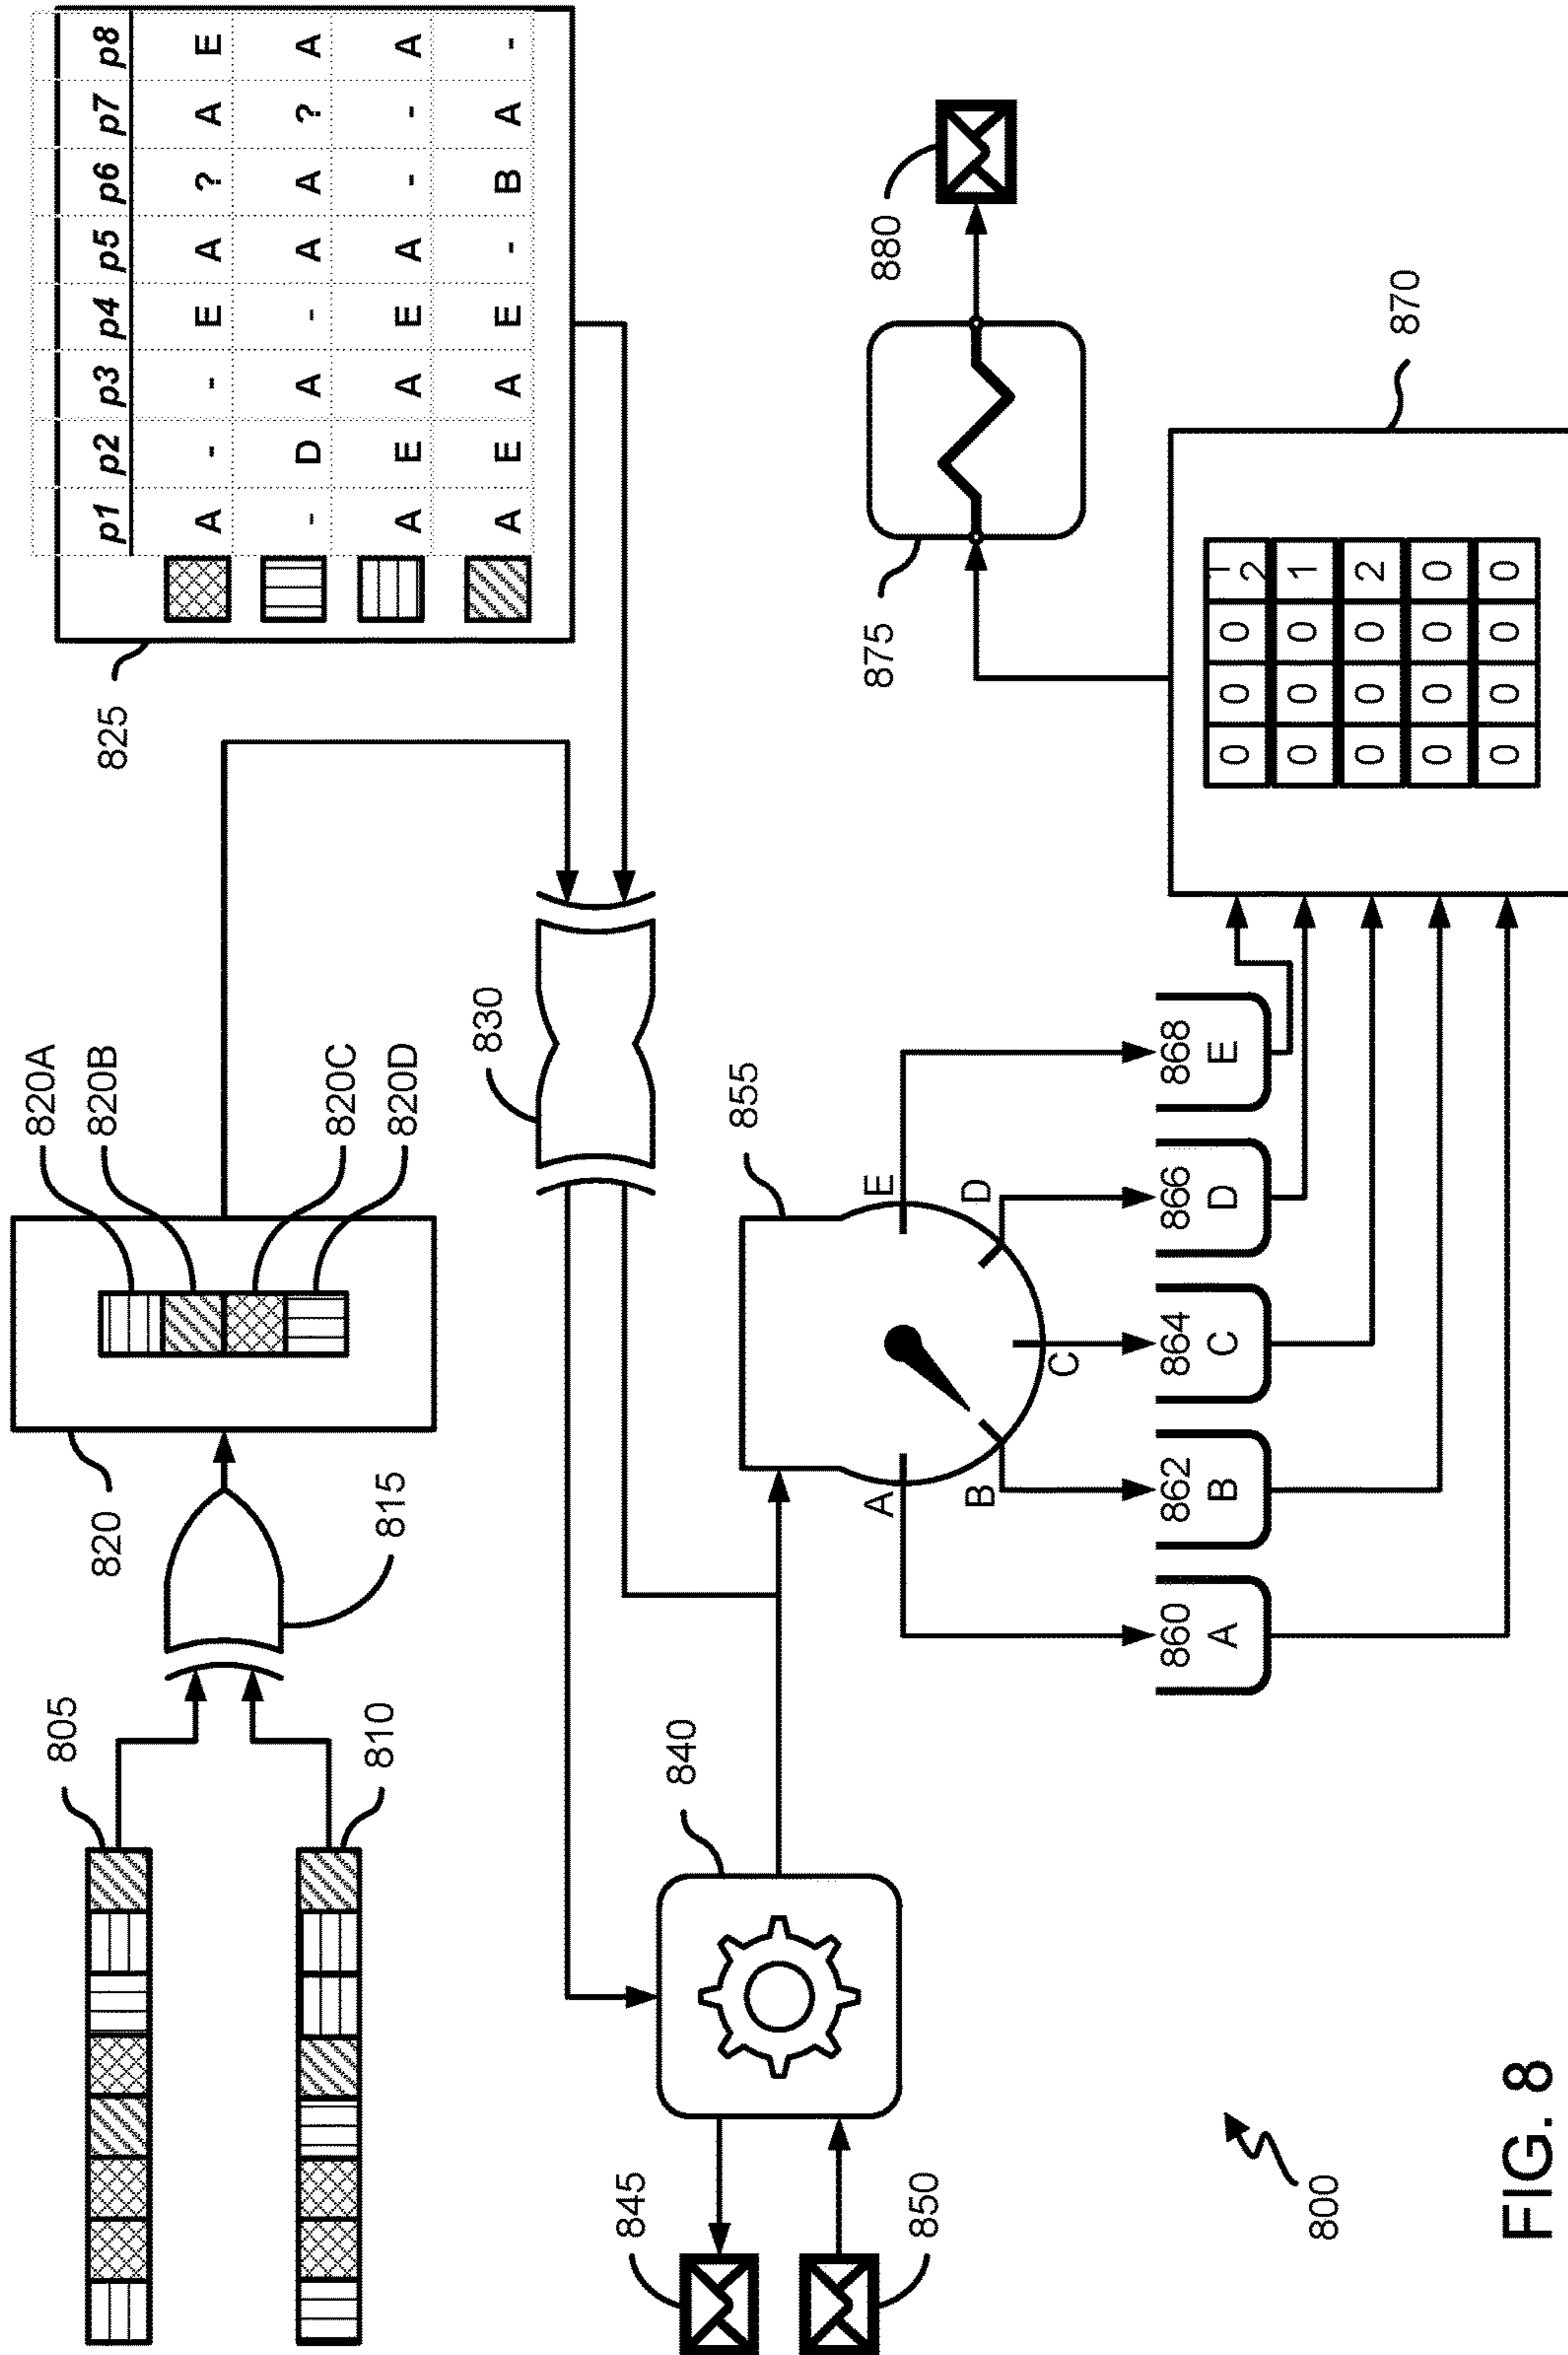 805
810
815
820
820A
820B
820C
820D
825
p1 p2 p3 p4 p5 p6 p7 p8
A - - E A ? A E
- D A - A A ? A
A E A E A - - A
A E A E - B A -
830
840
845
850
855
A B C D E
860 862 864 866 868
A B C D E
875
880
870
0 0 0 12
0 0 0 1
0 0 0 2
0 0 0 0
0 0 0 0
800
FIG. 8